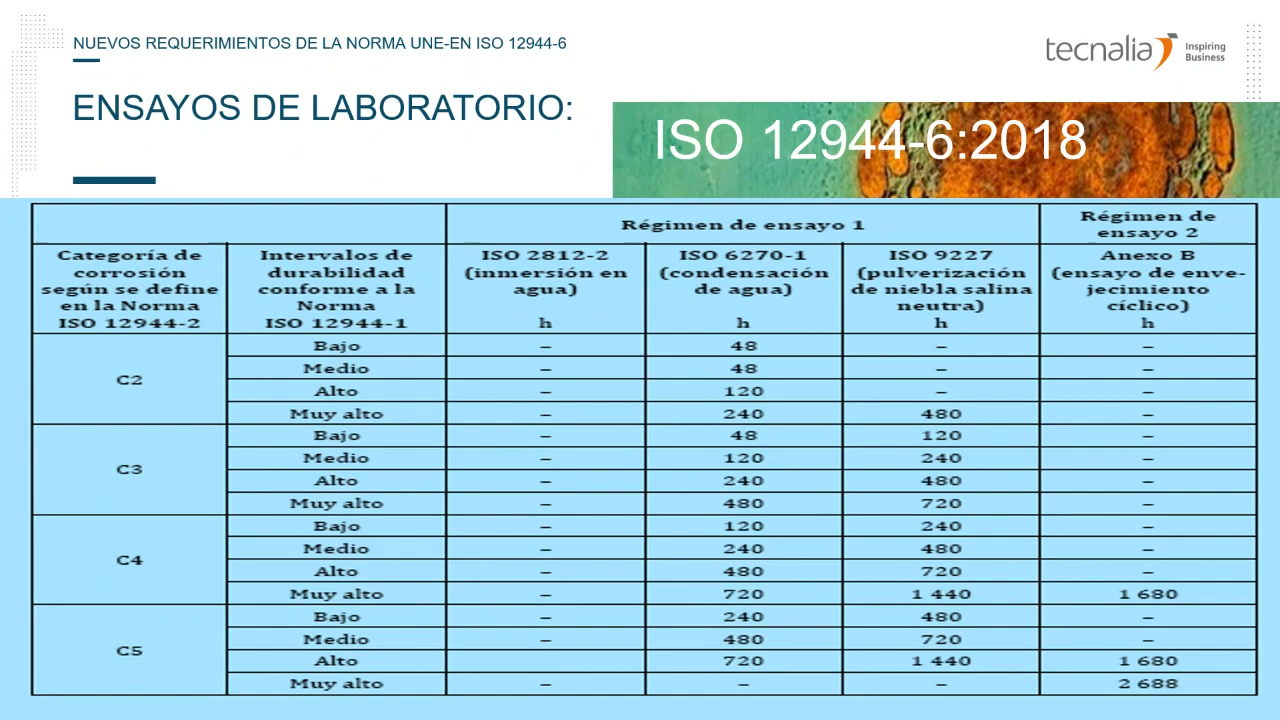 NUEVOS REQUERIMIENTOS DE LA NORMA UNE-EN ISO 12944-6
tecnalia Inspiring Business
ENSAYOS DE LABORATORIO:
ISO 12944-6:2018
Régimen de ensayo 1
Régimen de ensayo 2
Categoría de corrosión según se define en la Norma ISO 12944-2
Intervalos de durabilidad conforme a la Norma ISO 12944-1
ISO 2812-2 (inmersión en agua) h
ISO 6270-1 (condensación de agua) h
ISO 9227 (pulverización de niebla salina neutra) h
Anexo B (ensayo de enve-jecimiento cíclico) h
C2
Bajo – 48 – –
Medio – 48 – –
Alto – 120 – –
Muy alto – 240 480 –
C3
Bajo – 48 120 –
Medio – 120 240 –
Alto – 240 480 –
Muy alto – 480 720 –
C4
Bajo – 120 240 –
Medio – 240 480 –
Alto – 480 720 –
Muy alto – 720 1 440 1 680
C5
Bajo – 240 480 –
Medio – 480 720 –
Alto 720 1 440 1 680
Muy alto – – – 2 688